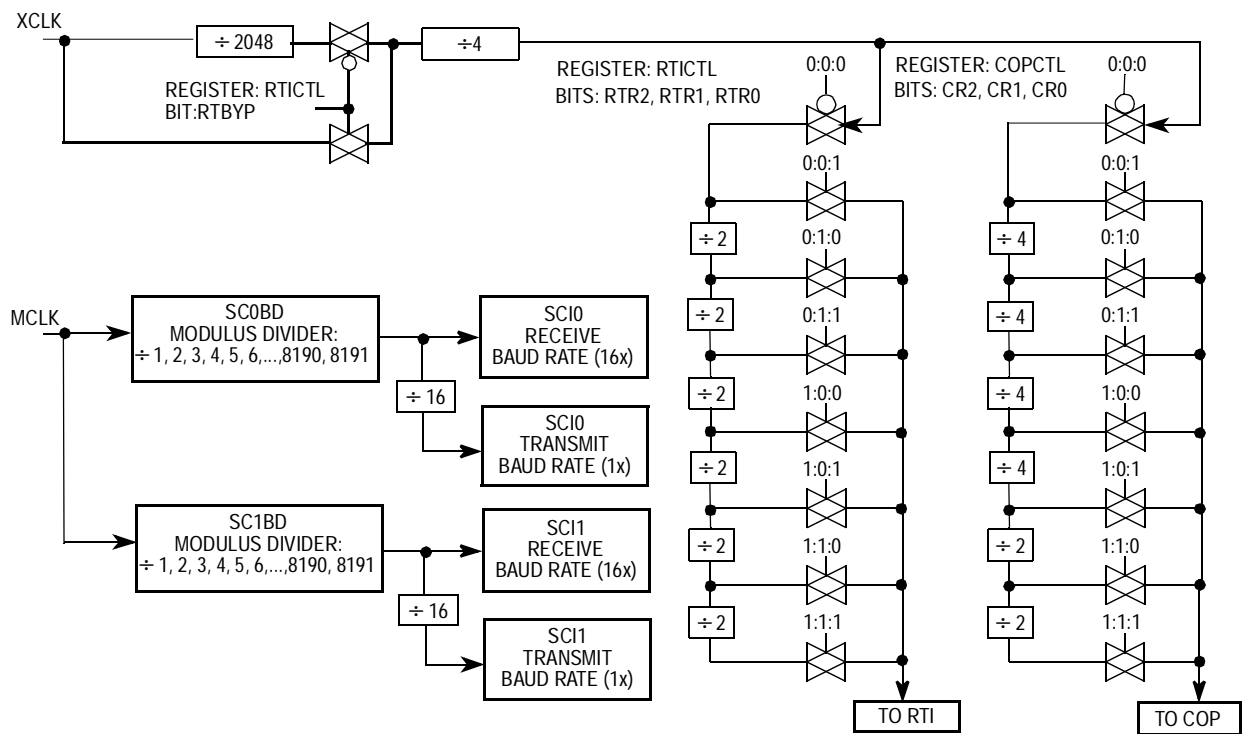 XCLK
÷ 2048
÷4
REGISTER: RTICTL
BIT:RTBYP
REGISTER: RTICTL
BITS: RTR2, RTR1, RTR0
0:0:0
REGISTER: COPCTL
BITS: CR2, CR1, CR0
0:0:0
MCLK
SC0BD
MODULUS DIVIDER:
÷ 1, 2, 3, 4, 5, 6,...,8190, 8191
SCI0
RECEIVE
BAUD RATE (16x)
÷ 16
SCI0
TRANSMIT
BAUD RATE (1x)
SC1BD
MODULUS DIVIDER:
÷ 1, 2, 3, 4, 5, 6,...,8190, 8191
SCI1
RECEIVE
BAUD RATE (16x)
÷ 16
SCI1
TRANSMIT
BAUD RATE (1x)
0:0:1
÷ 2
0:1:0
÷ 2
0:1:1
÷ 2
1:0:0
÷ 2
1:0:1
÷ 2
1:1:0
÷ 2
1:1:1
TO RTI
0:0:1
÷ 4
0:1:0
÷ 4
0:1:1
÷ 4
1:0:0
÷ 4
1:0:1
÷ 2
1:1:0
÷ 2
1:1:1
TO COP